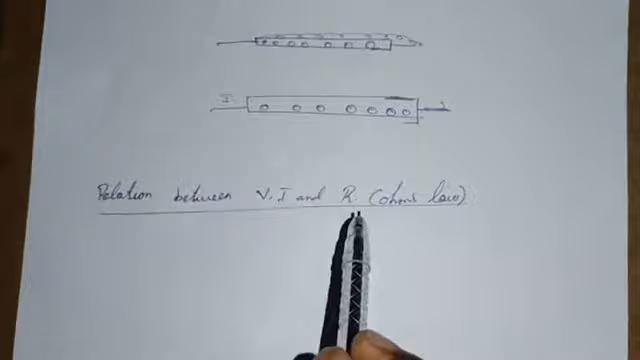 I
Relation between V, I and R (ohms law)